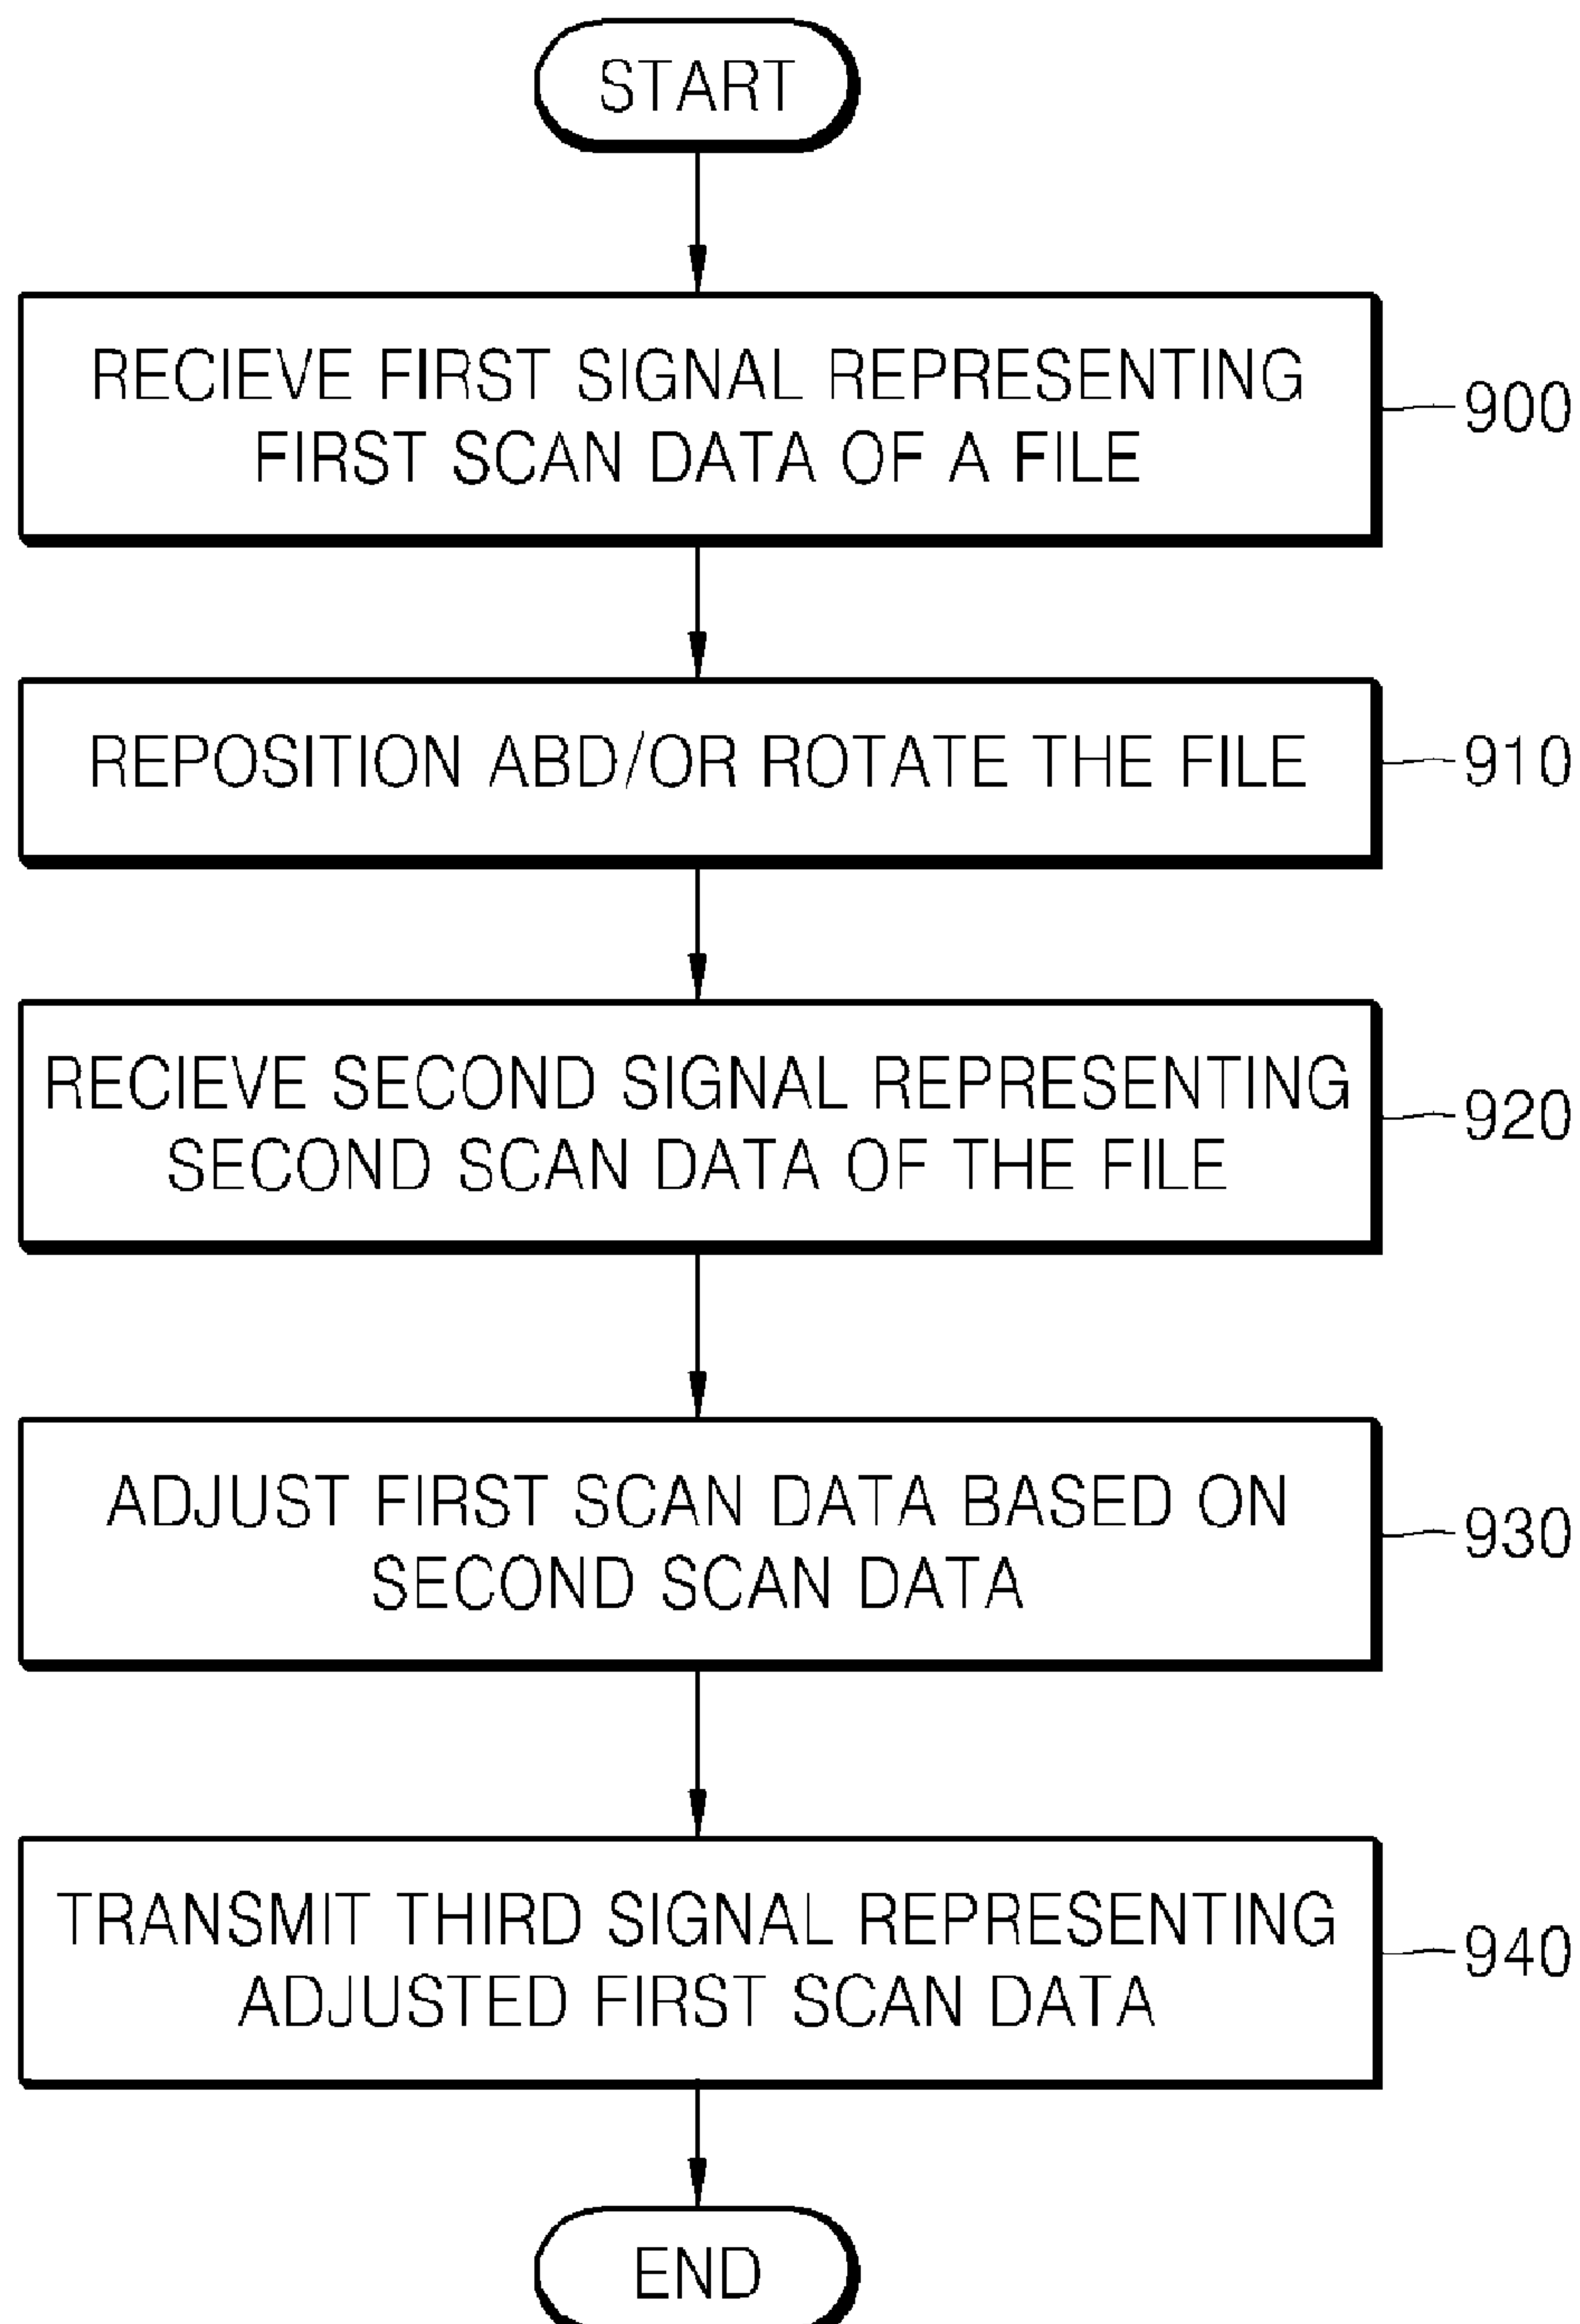 START
RECIEVE FIRST SIGNAL REPRESENTING
FIRST SCAN DATA OF A FILE
900
REPOSITION ABD/OR ROTATE THE FILE
910
RECIEVE SECOND SIGNAL REPRESENTING
SECOND SCAN DATA OF THE FILE
920
ADJUST FIRST SCAN DATA BASED ON
SECOND SCAN DATA
930
TRANSMIT THIRD SIGNAL REPRESENTING
ADJUSTED FIRST SCAN DATA
940
END